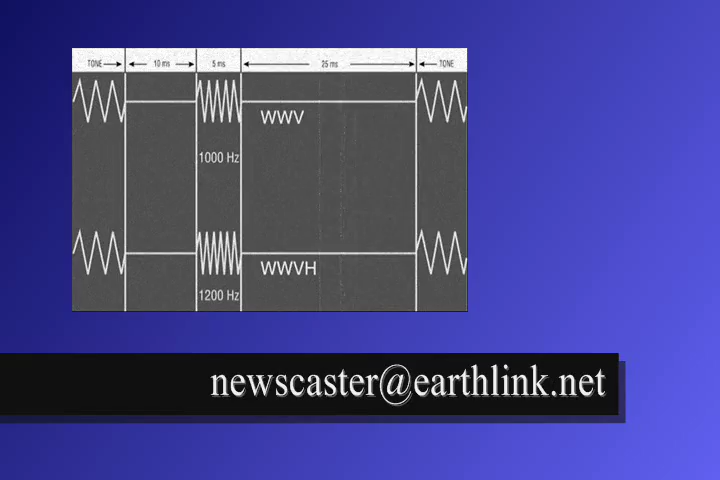 TONE 10 ms 5 ms 25 ms TONE
WWV
1000 Hz
WWVH
1200 Hz
newscaster@earthlink.net